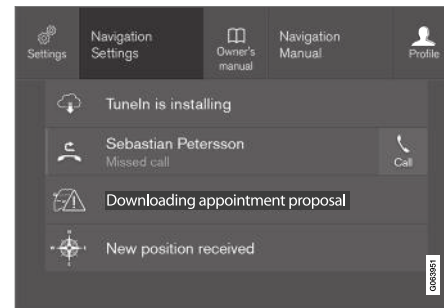 Settings
Navigation
Settings
Owner's
manual
Navigation
Manual
Profile
TuneIn is installing
Sebastian Petersson
Missed call
Call
Downloading appointment proposal
New position received
G063951